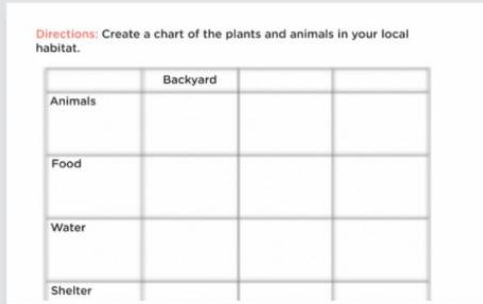 Directions: Create a chart of the plants and animals in your local
habitat.
Backyard
Animals
Food
Water
Shelter